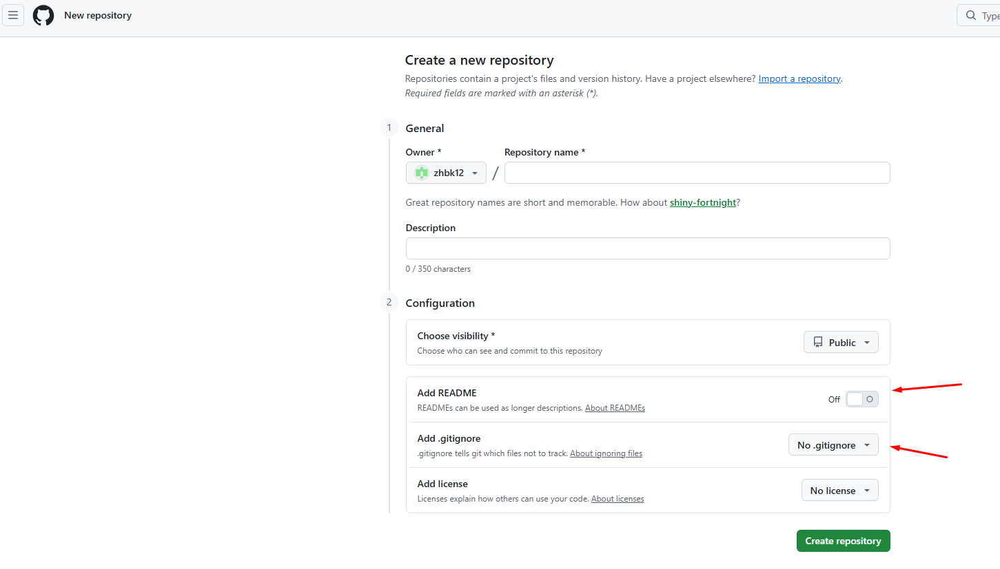 New repository
Type
Create a new repository
Repositories contain a project's files and version history. Have a project elsewhere? Import a repository.
Required fields are marked with an asterisk (*).
1 General
Owner * Repository name *
zhbk12 /
Great repository names are short and memorable. How about shiny-fortnight?
Description
0 / 350 characters
2 Configuration
Choose visibility *
Public
Choose who can see and commit to this repository
Add README
Off
READMEs can be used as longer descriptions. About READMEs
Add .gitignore
No .gitignore
.gitignore tells git which files not to track. About ignoring files
Add license
No license
Licenses explain how others can use your code. About licenses
Create repository